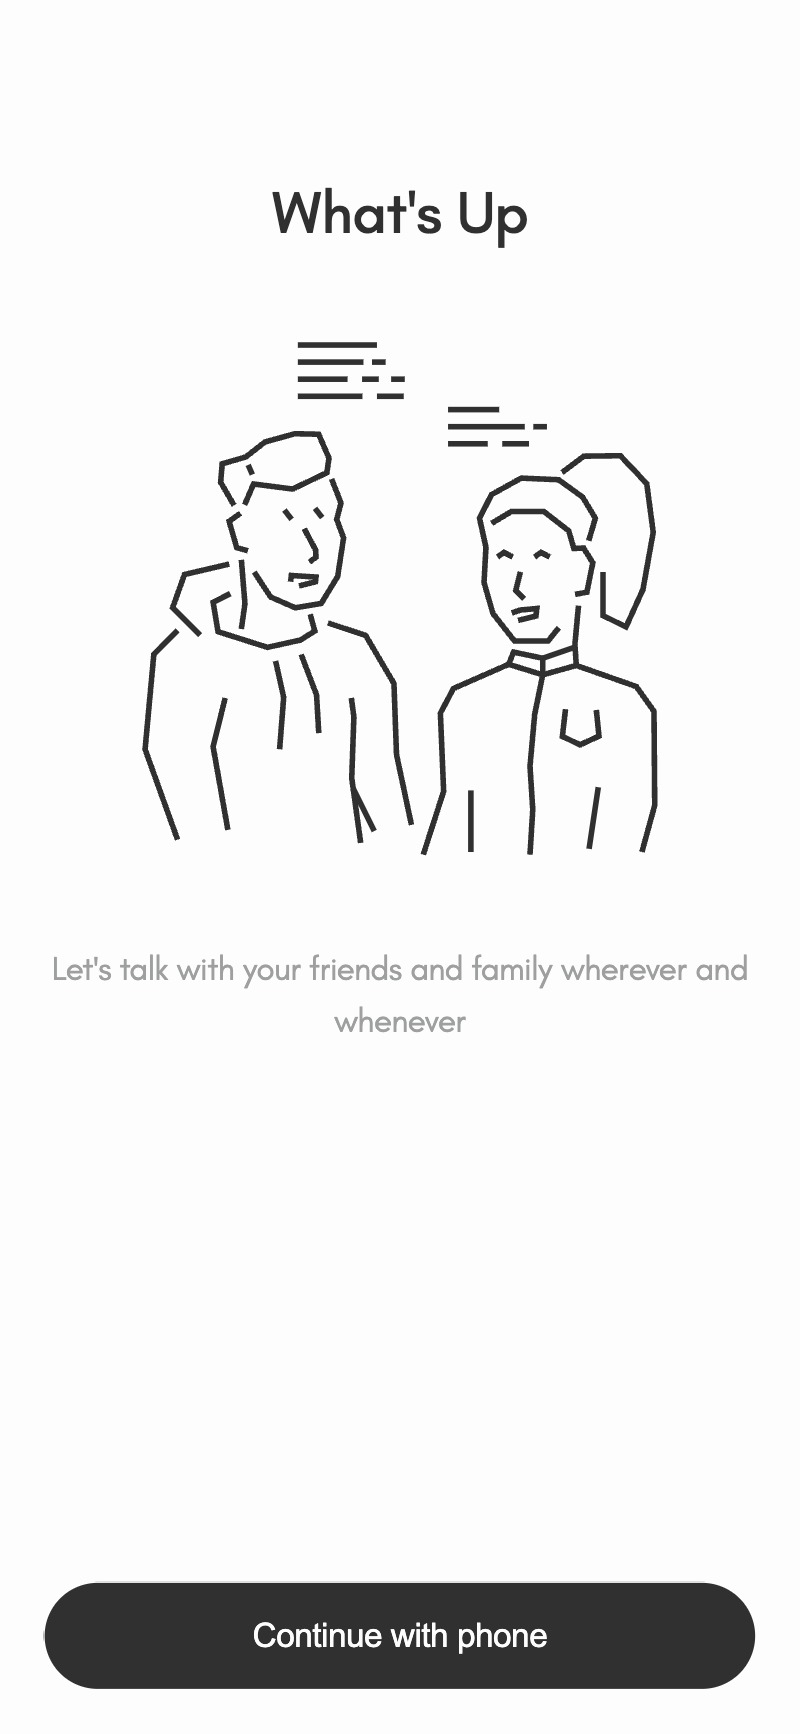 What's Up
Let's talk with your friends and family wherever and
whenever
Continue with phone